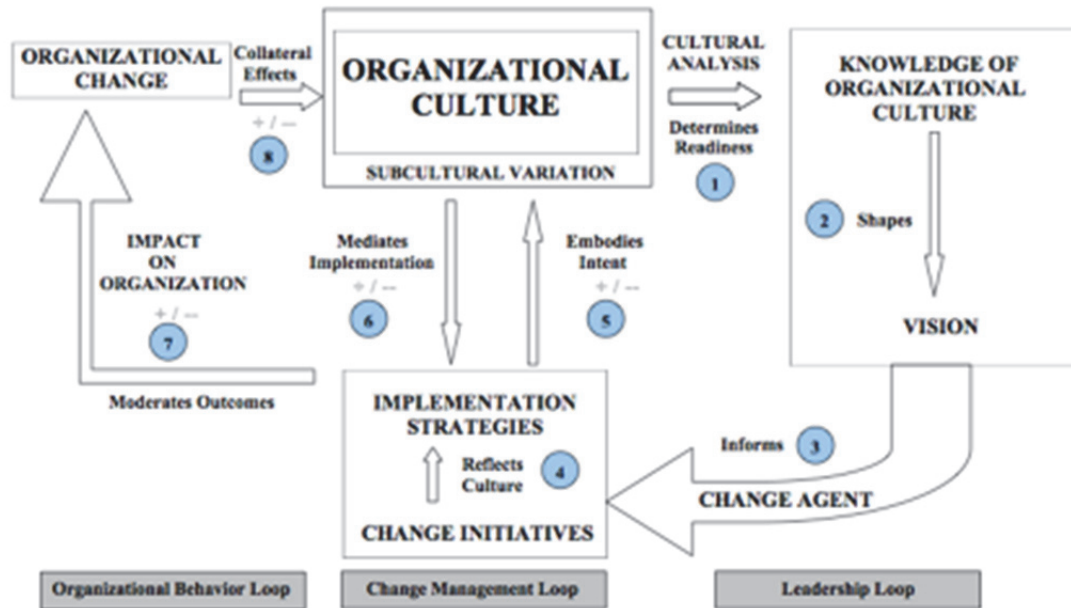 ORGANIZATIONAL
CHANGE
Collateral
Effects
+ / --
8
ORGANIZATIONAL
CULTURE
SUBCULTURAL VARIATION
CULTURAL
ANALYSIS
Determines
Readiness
1
KNOWLEDGE OF
ORGANIZATIONAL
CULTURE
2
Shapes
VISION
IMPACT
ON
ORGANIZATION
+ / --
7
Moderates Outcomes
Mediates
Implementation
+ / --
6
Embodies
Intent
+ / --
5
IMPLEMENTATION
STRATEGIES
Reflects
Culture
4
CHANGE INITIATIVES
Informs
3
CHANGE AGENT
Organizational Behavior Loop
Change Management Loop
Leadership Loop